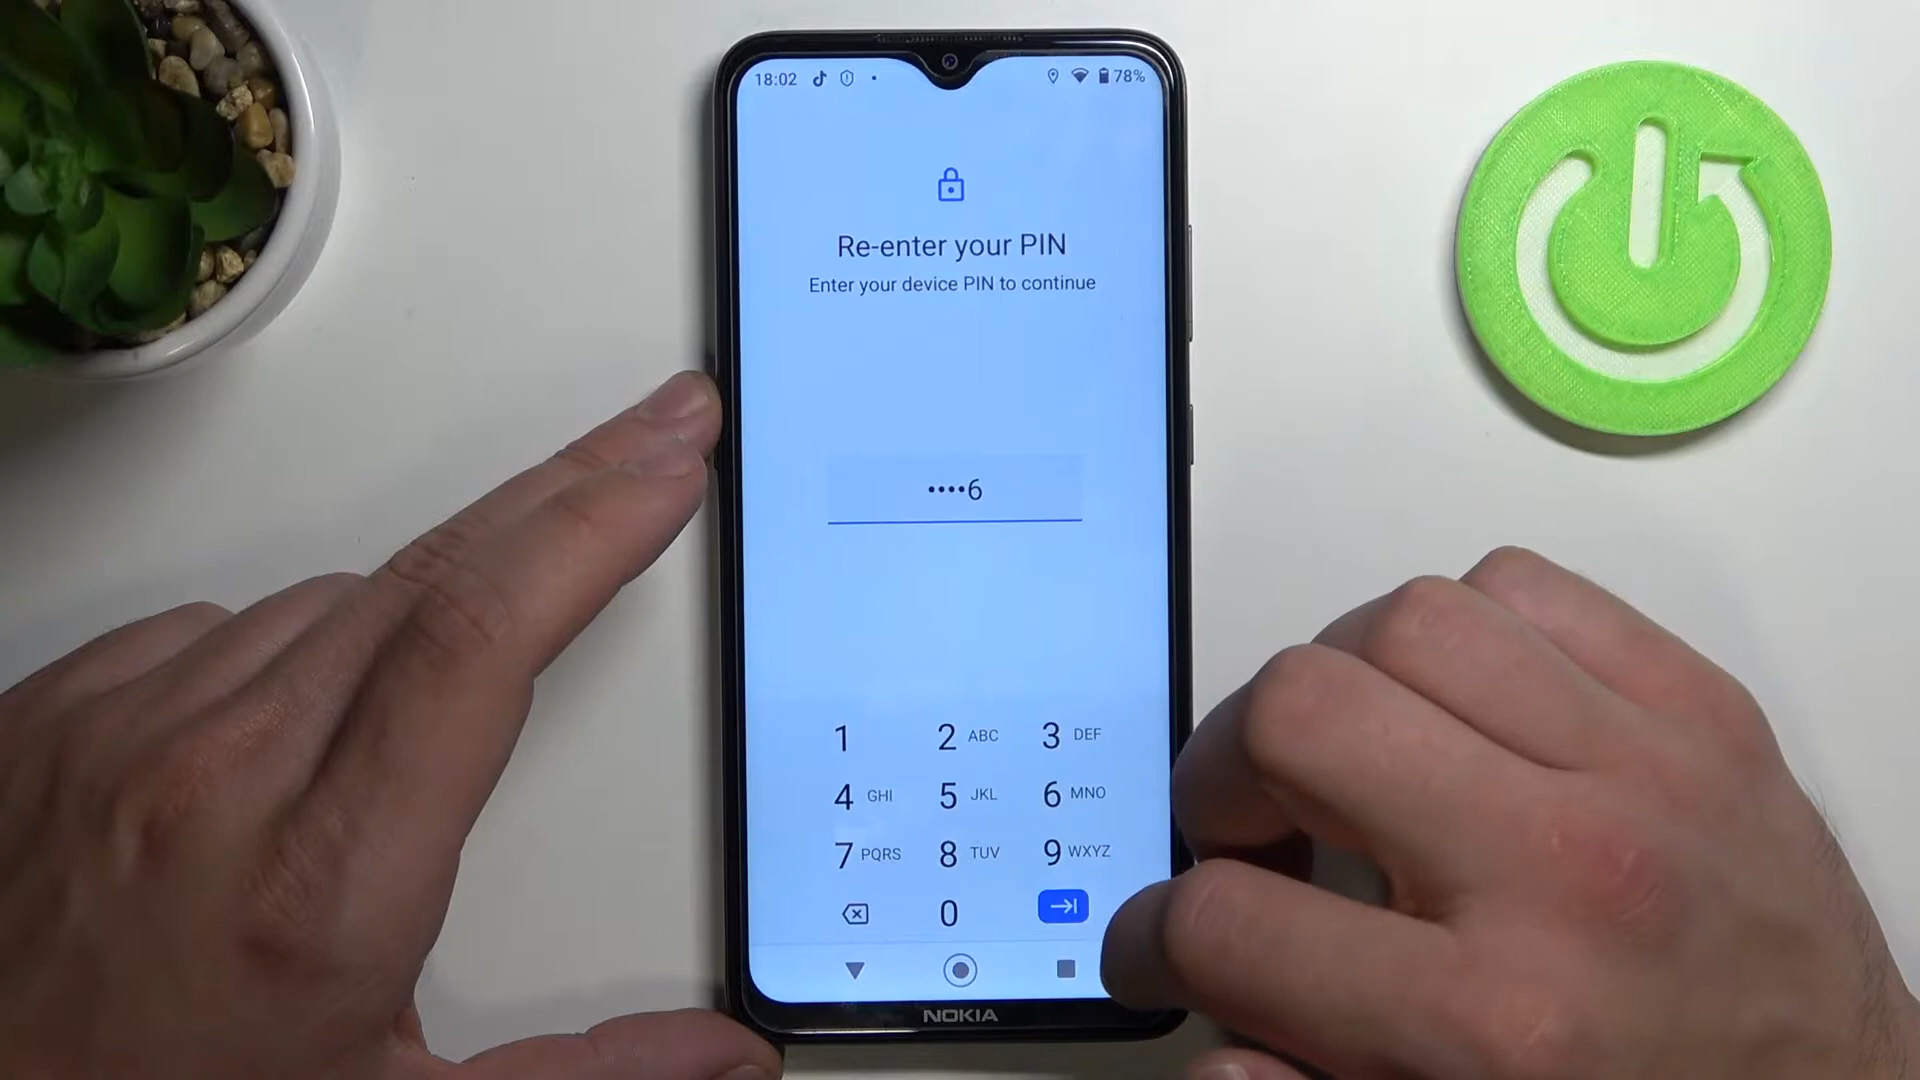 18:02 78%
Re-enter your PIN
Enter your device PIN to continue
••••6
1 2 ABC 3 DEF
4 GHI 5 JKL 6 MNO
7 PQRS 8 TUV 9 WXYZ
0
NOKIA